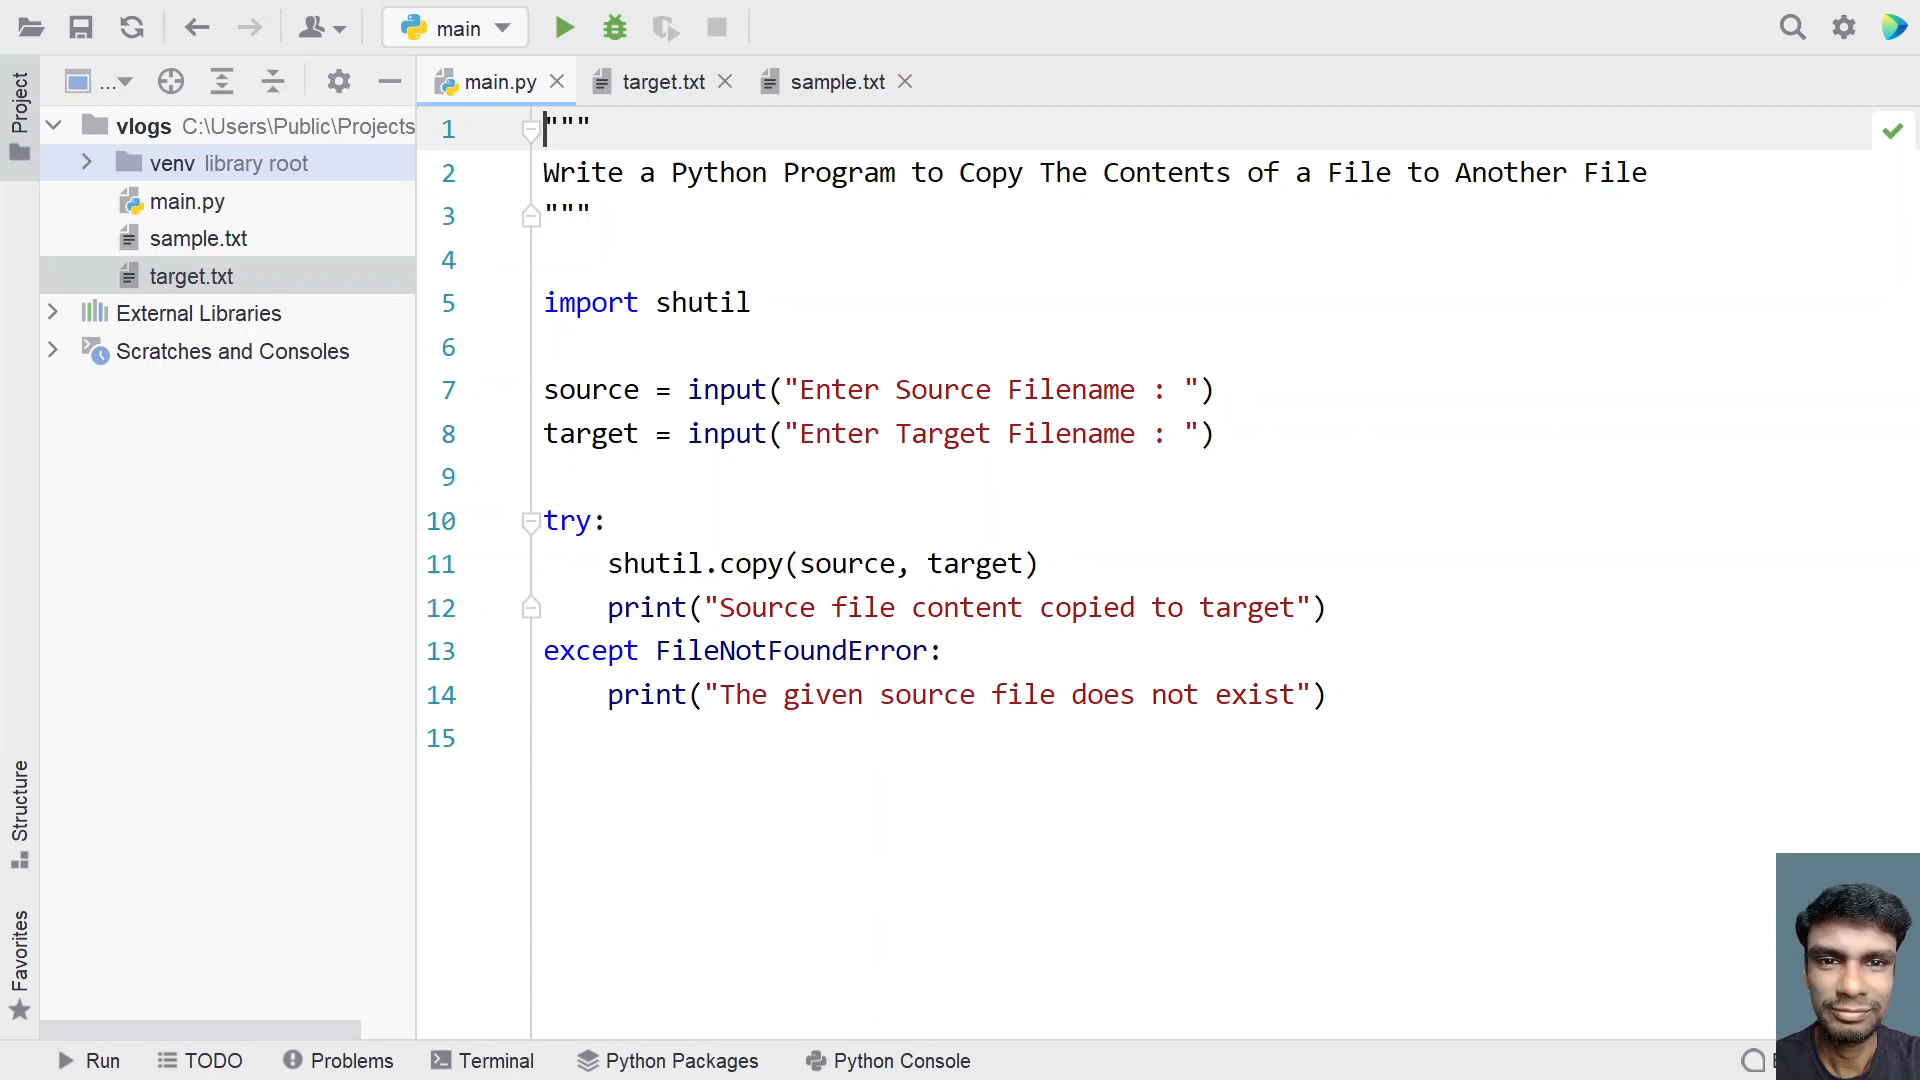 main
Project
...
main.py
target.txt
sample.txt
vlogs C:\Users\Public\Projects
venv library root
main.py
sample.txt
target.txt
External Libraries
Scratches and Consoles
1 """
2 Write a Python Program to Copy The Contents of a File to Another File
3 """
4
5 import shutil
6
7 source = input("Enter Source Filename : ")
8 target = input("Enter Target Filename : ")
9
10 try:
11 shutil.copy(source, target)
12 print("Source file content copied to target")
13 except FileNotFoundError:
14 print("The given source file does not exist")
15
Structure
Favorites
Run
TODO
Problems
Terminal
Python Packages
Python Console